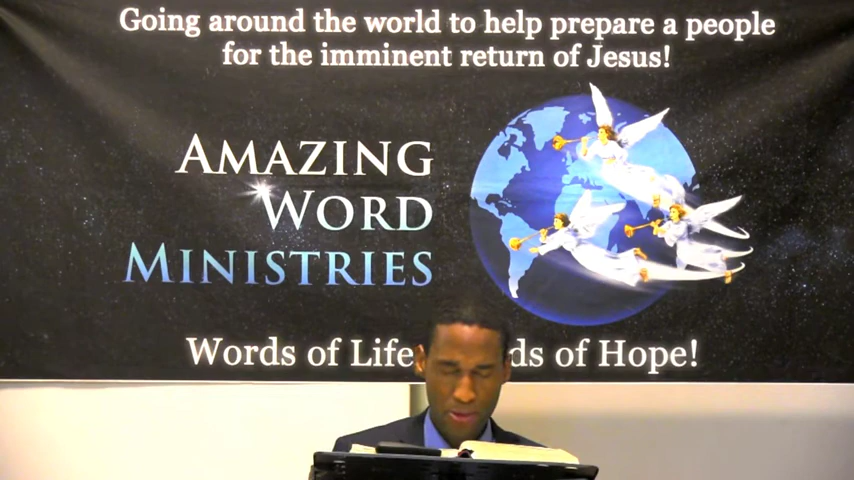 Going around the world to help prepare a people
for the imminent return of Jesus!
AMAZING
WORD
MINISTRIES
Words of Life ds of Hope!